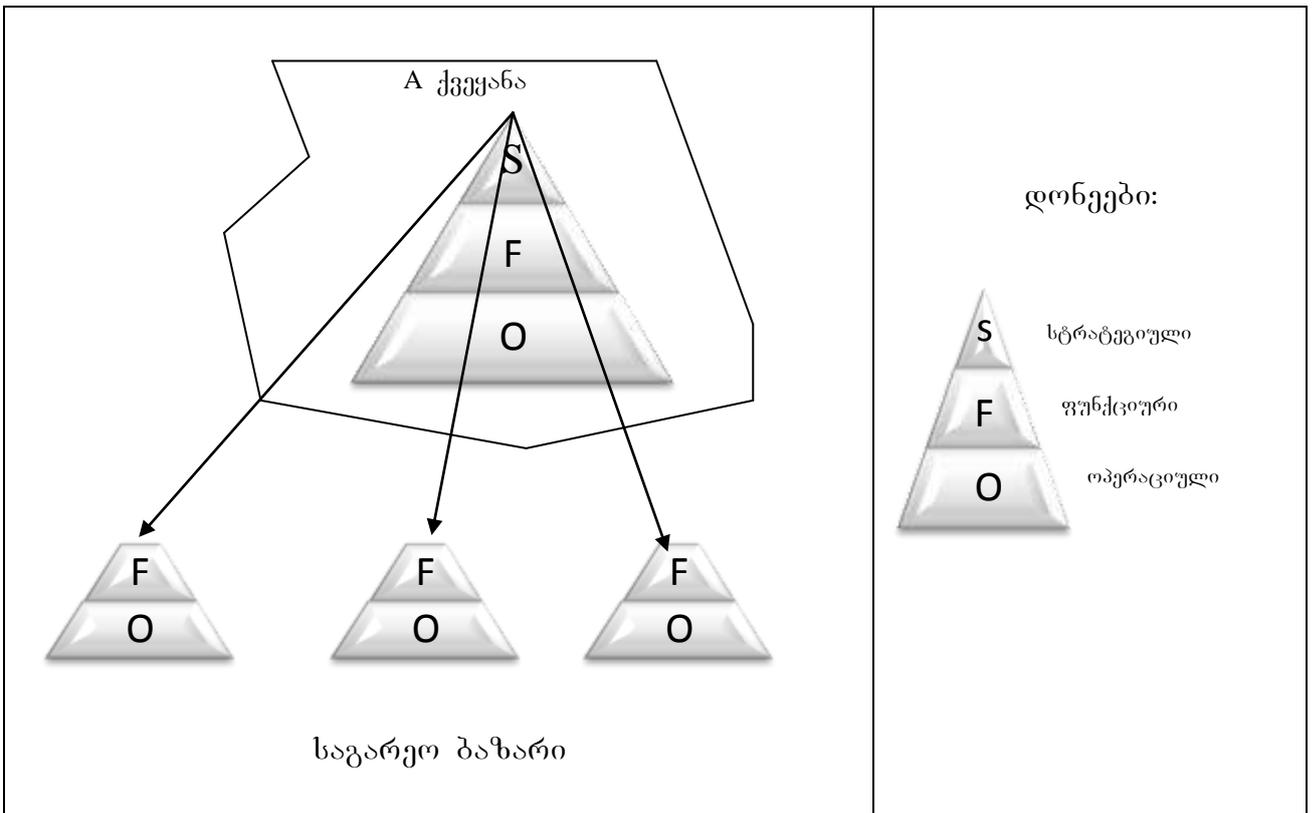 A ქვეყანა
S
F
O
F
O
F
O
F
O
საგარეო ბაზარი
დონეები:
S სტრატეგიული
F ფუნქციური
O ოპერაციული